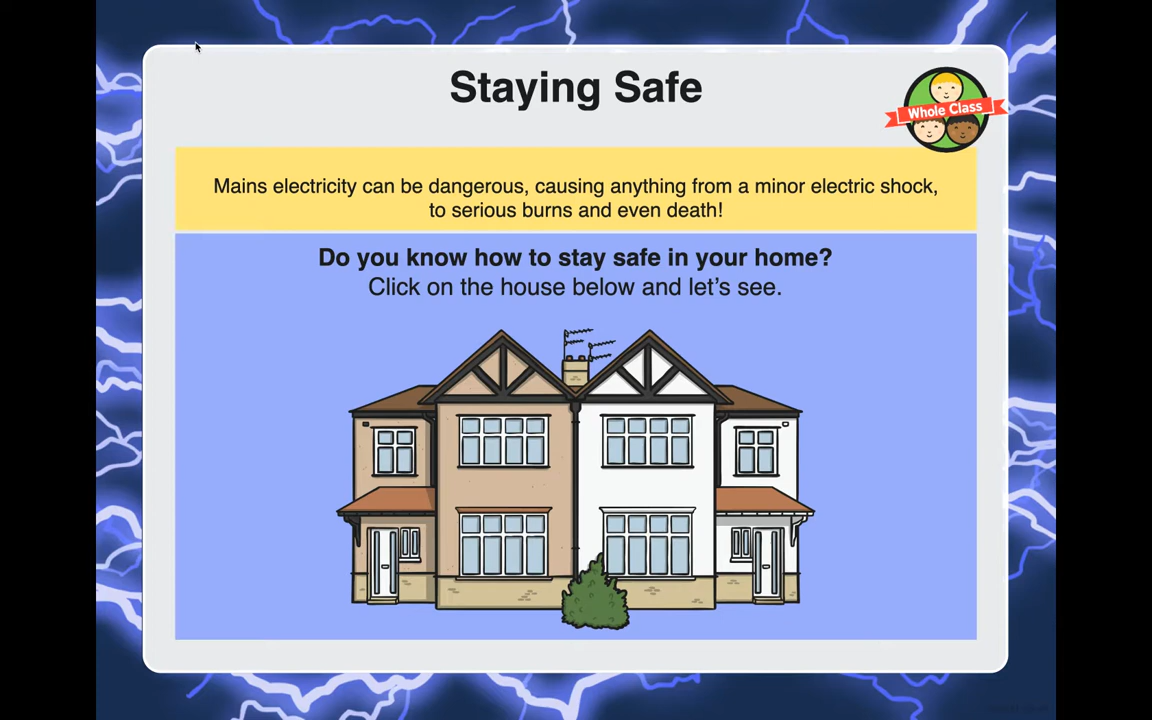 Staying Safe
Whole Class
Mains electricity can be dangerous, causing anything from a minor electric shock,
to serious burns and even death!
Do you know how to stay safe in your home?
Click on the house below and let's see.